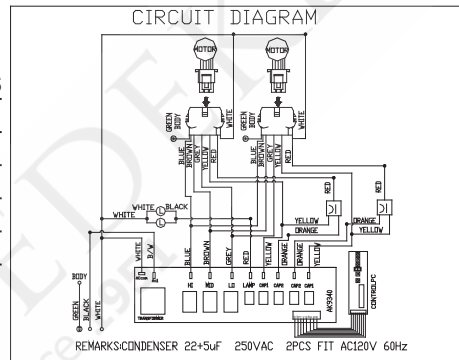 CIRCUIT DIAGRAM
MOTOR
MOTOR
GREEN
BODY
WHITE
GREEN
BODY
WHITE
BLUE
BROWN
GREY
YELLOW
RED
BLUE
BROWN
GREY
YELLOW
RED
RED
RED
WHITE
BLACK
WHITE
YELLOW
ORANGE
ORANGE
YELLOW
WHITE
B/W
BLUE
BROWN
GREY
RED
YELLOW
ORANGE
ORANGE
YELLOW
BODY
GREEN
BLACK
WHITE
HI
MED
LO
LAMP
CAP1
CAP2
CAP2
CAP1
TRANSFORMER
AK9340
CONTROLPC
REMARKS:CONDENSER 22+5uF 250VAC 2PCS FIT AC120V 60Hz